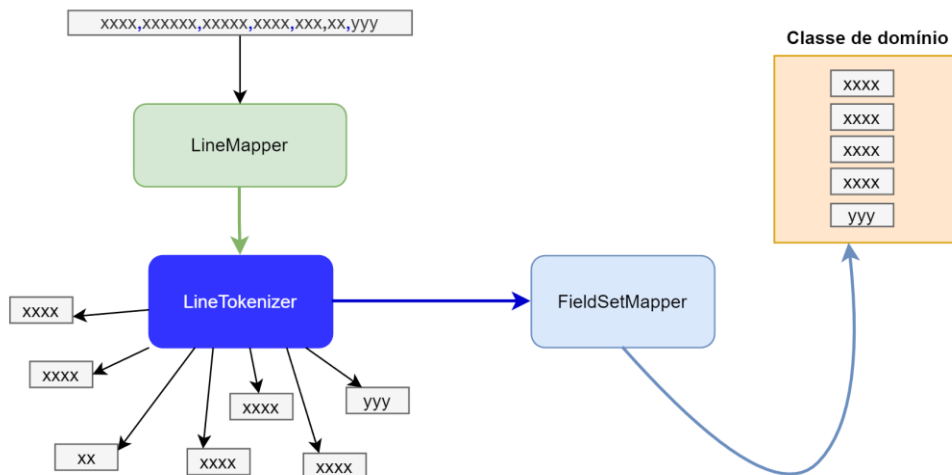 xxxx,xxxxxx,xxxxx,xxxx,xxx,xx,yyy
Classe de domínio
xxxx
xxxx
xxxx
xxxx
yyy
LineMapper
LineTokenizer
FieldSetMapper
xxxx
xxxx
xx
xxxx
xxxx
xxxx
yyy